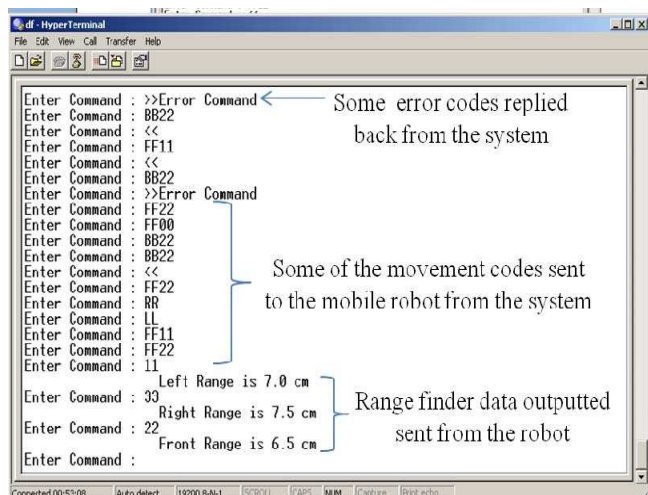 df - HyperTerminal
File Edit View Call Transfer Help
Enter Command : >>Error Command
Some error codes replied
back from the system
Enter Command : BB22
Enter Command : <<
Enter Command : FF11
Enter Command : <<
Enter Command : BB22
Enter Command : >>Error Command
Enter Command : FF22
Enter Command : FF00
Enter Command : BB22
Enter Command : BB22
Enter Command : <<
Enter Command : FF22
Enter Command : RR
Enter Command : LL
Enter Command : FF11
Enter Command : FF22
Some of the movement codes sent
to the mobile robot from the system
Enter Command : 11
Left Range is 7.0 cm
Enter Command : 33
Right Range is 7.5 cm
Enter Command : 22
Front Range is 6.5 cm
Range finder data outputted
sent from the robot
Enter Command :
Connected 00:53:08 Auto detect 19200 8-N-1 SCROLL CAPS NUM Capture Print echo